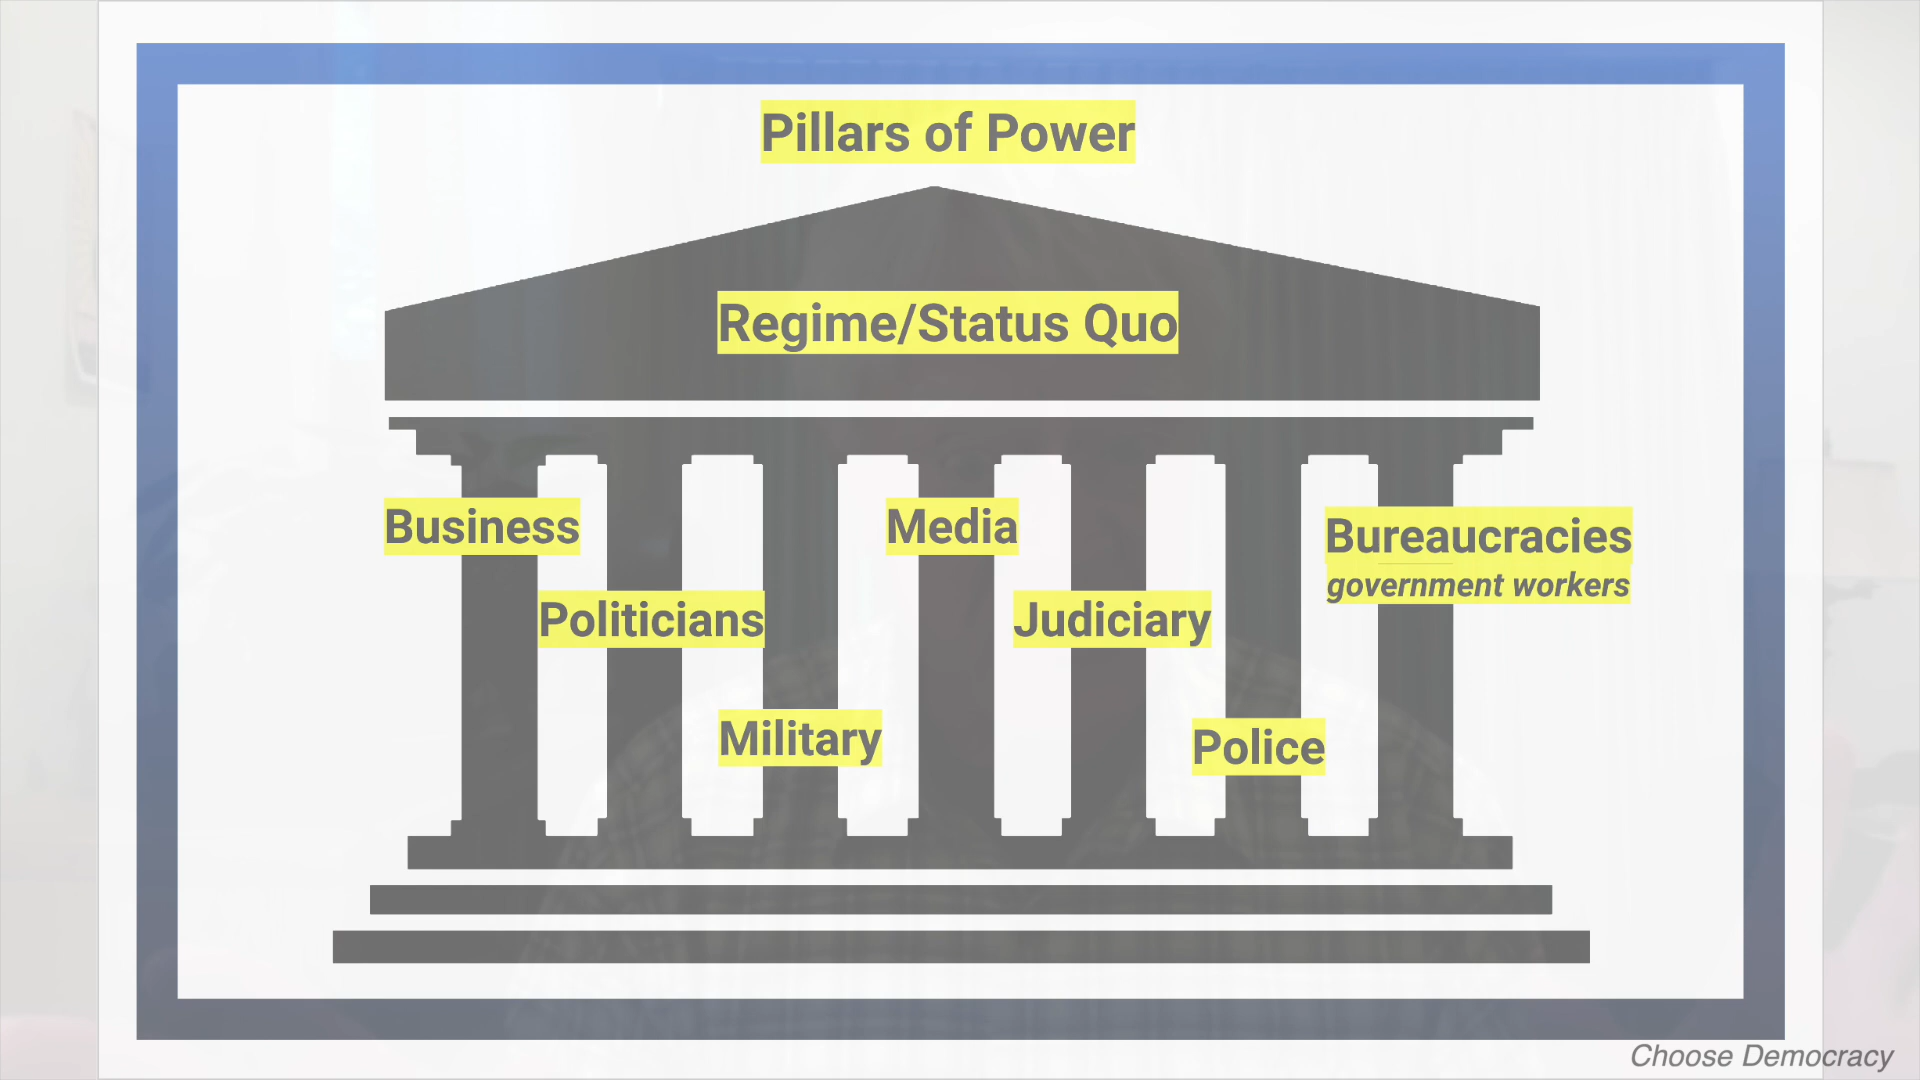 Pillars of Power
Regime/Status Quo
Business
Politicians
Military
Media
Judiciary
Police
Bureaucracies
government workers
Choose Democracy